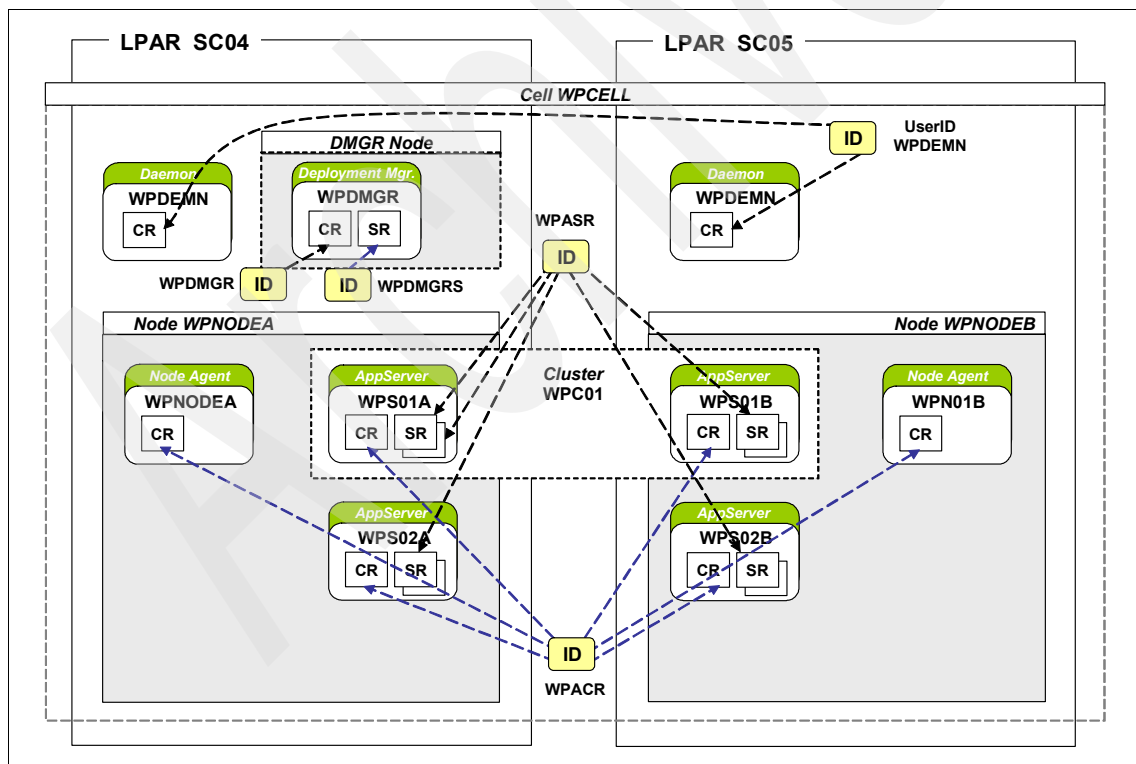 LPAR SC04
LPAR SC05
Cell WPCELL
ID
UserID
WPDEMN
DMGR Node
Daemon
WPDEMN
CR
Deployment Mgr.
WPDMGR
CR
SR
Daemon
WPDEMN
CR
WPASR
ID
WPDMGR
ID
ID
WPDMGRS
Node WPNODEA
Node WPNODEB
Cluster
WPC01
Node Agent
WPNODEA
CR
AppServer
WPS01A
CR
SR
AppServer
WPS01B
CR
SR
Node Agent
WPN01B
CR
AppServer
WPS02A
CR
SR
AppServer
WPS02B
CR
SR
ID
WPACR